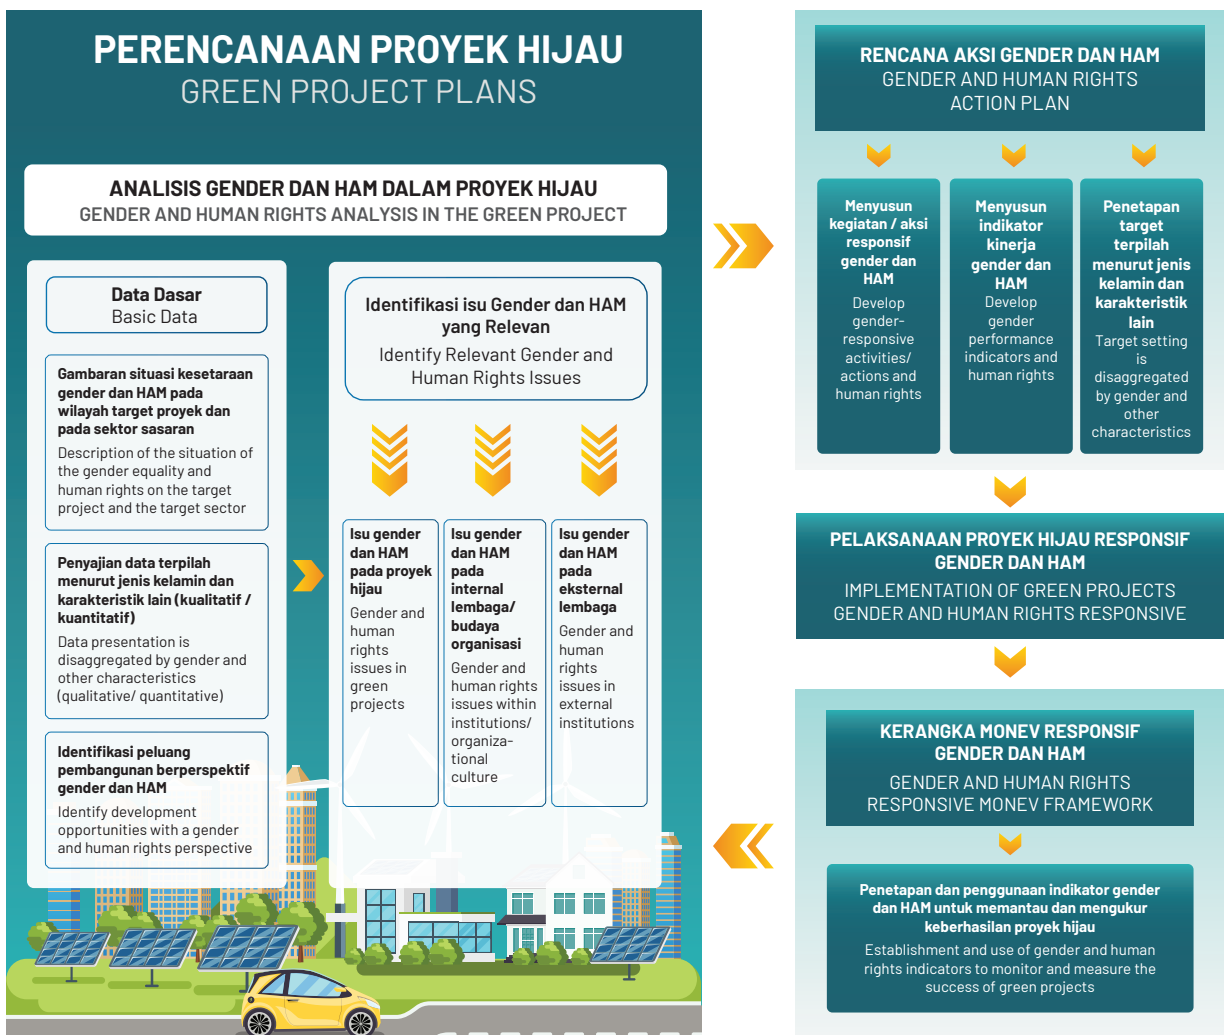 PERENCANAAN PROYEK HIJAU
GREEN PROJECT PLANS
ANALISIS GENDER DAN HAM DALAM PROYEK HIJAU
GENDER AND HUMAN RIGHTS ANALYSIS IN THE GREEN PROJECT
Data Dasar
Basic Data
Gambaran situasi kesetaraan
gender dan HAM pada
wilayah target proyek dan
pada sektor sasaran
Description of the situation of
the gender equality and
human rights on the target
project and the target sector
Penyajian data terpilah
menurut jenis kelamin dan
karakteristik lain (kualitatif /
kuantitatif)
Data presentation is
disaggregated by gender and
other characteristics
(qualitative/ quantitative)
Identifikasi peluang
pembangunan berperspektif
gender dan HAM
Identify development
opportunities with a gender
and human rights perspective
Identifikasi isu Gender dan HAM
yang Relevan
Identify Relevant Gender and
Human Rights Issues
Isu gender
dan HAM
pada proyek
hijau
Gender and
human
rights
issues in
green
projects
Isu gender
dan HAM
pada
internal
lembaga/
budaya
organisasi
Gender and
human rights
issues within
institutions/
organiza-
tional
culture
Isu gender
dan HAM
pada
eksternal
lembaga
Gender and
human
rights
issues in
external
institutions
RENCANA AKSI GENDER DAN HAM
GENDER AND HUMAN RIGHTS
ACTION PLAN
Menyusun
kegiatan / aksi
responsif
gender dan
HAM
Develop
gender-
responsive
activities/
actions and
human rights
Menyusun
indikator
kinerja
gender dan
HAM
Develop
gender
performance
indicators and
human rights
Penetapan
target
terpilah
menurut jenis
kelamin dan
karakteristik
lain
Target setting
is
disaggregated
by gender and
other
characteristics
PELAKSANAAN PROYEK HIJAU RESPONSIF
GENDER DAN HAM
IMPLEMENTATION OF GREEN PROJECTS
GENDER AND HUMAN RIGHTS RESPONSIVE
KERANGKA MONEV RESPONSIF
GENDER DAN HAM
GENDER AND HUMAN RIGHTS
RESPONSIVE MONEV FRAMEWORK
Penetapan dan penggunaan indikator gender
dan HAM untuk memantau dan mengukur
keberhasilan proyek hijau
Establishment and use of gender and human
rights indicators to monitor and measure the
success of green projects